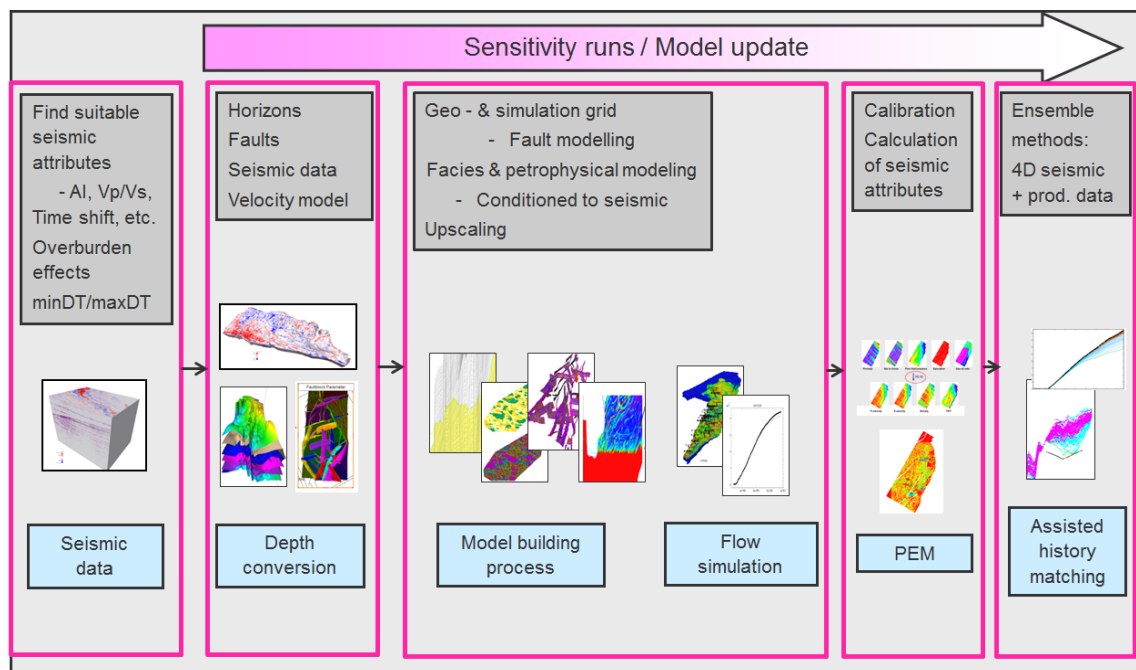 Sensitivity runs / Model update
Find suitable
seismic
attributes
- AI, Vp/Vs,
Time shift, etc.
Overburden
effects
minDT/maxDT
Seismic
data
Horizons
Faults
Seismic data
Velocity model
Faultblock Parameter
Depth
conversion
Geo - & simulation grid
- Fault modelling
Facies & petrophysical modeling
- Conditioned to seismic
Upscaling
Model building
process
Flow
simulation
Calibration
Calculation
of seismic
attributes
PEM
Ensemble
methods:
4D seismic
+ prod. data
Assisted
history
matching